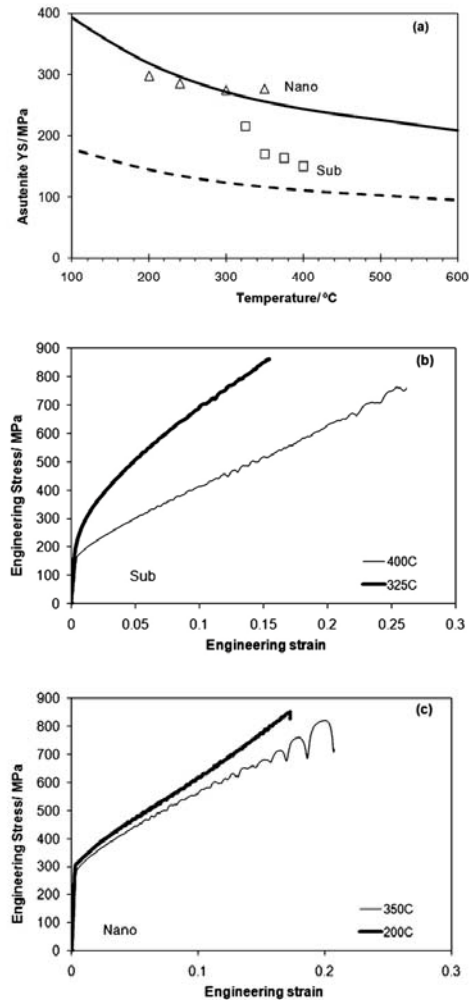 (a)
400
300
200
100
0
Asutenite YS/ MPa
Nano
Sub
100 200 300 400 500 600
Temperature/ ºC
(b)
900
800
700
600
500
400
300
200
100
0
Engineering Stress/ MPa
Sub
400C
325C
0 0.05 0.1 0.15 0.2 0.25 0.3
Engineering strain
(c)
900
800
700
600
500
400
300
200
100
0
Engineering Stress/ MPa
Nano
350C
200C
0 0.1 0.2 0.3
Engineering strain